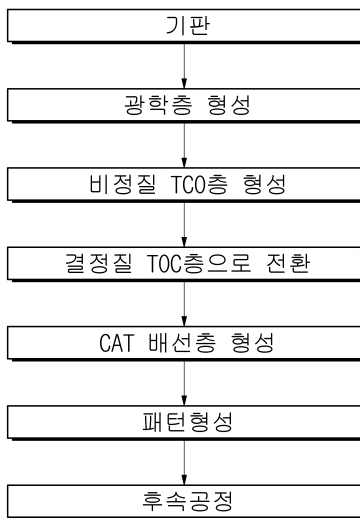 기판
광학층 형성
비정질 TCO층 형성
결정질 TOC층으로 전환
CAT 배선층 형성
패턴형성
후속공정